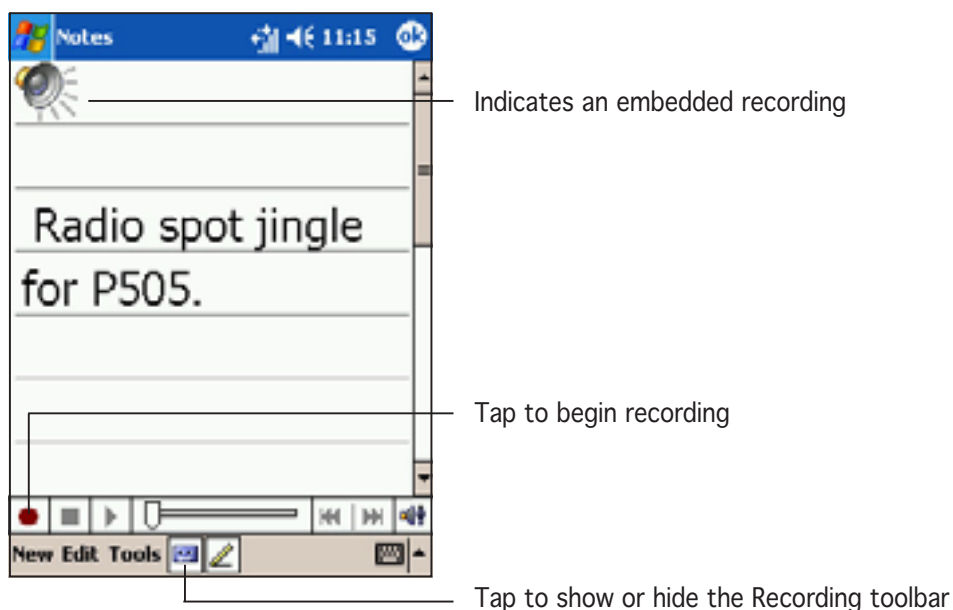 Notes 11:15 ok
Indicates an embedded recording
Radio spot jingle
for P505.
Tap to begin recording
New Edit Tools
Tap to show or hide the Recording toolbar